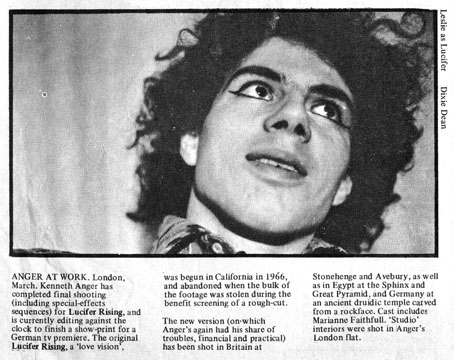 Leslie as Lucifer Dixie Dean
ANGER AT WORK. London,
March. Kenneth Anger has
completed final shooting
(including special-effects
sequences) for Lucifer Rising, and
is currently editing against the
clock to finish a show-print for a
German tv premiere. The original
Lucifer Rising, a 'love vision',
was begun in California in 1966,
and abandoned when the bulk of
the footage was stolen during the
benefit screening of a rough-cut.
The new version (on-which
Anger's again had his share of
troubles, financial and practical)
has been shot in Britain at
Stonehenge and Avebury, as well
as in Egypt at the Sphinx and
Great Pyramid, and Germany at
an ancient druidic temple carved
from a rockface. Cast includes
Marianne Faithfull. 'Studio'
interiors were shot in Anger's
London flat.